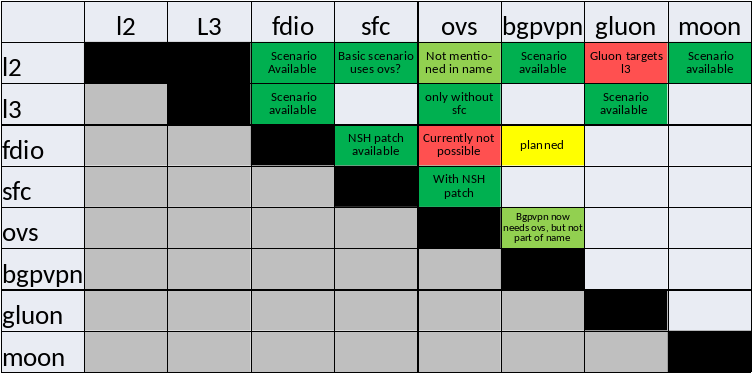 l2 L3 fdio sfc ovs bgpvpn gluon moon
l2
Scenario
Available
Basic scenario
uses ovs?
Not mentio-
ned in name
Scenario
available
Gluon targets
l3
Scenario
available
l3
Scenario
available
only without
sfc
Scenario
available
fdio
NSH patch
available
Currently not
possible
planned
sfc
With NSH
patch
ovs
Bgpvpn now
needs ovs, but not
part of name
bgpvpn
gluon
moon